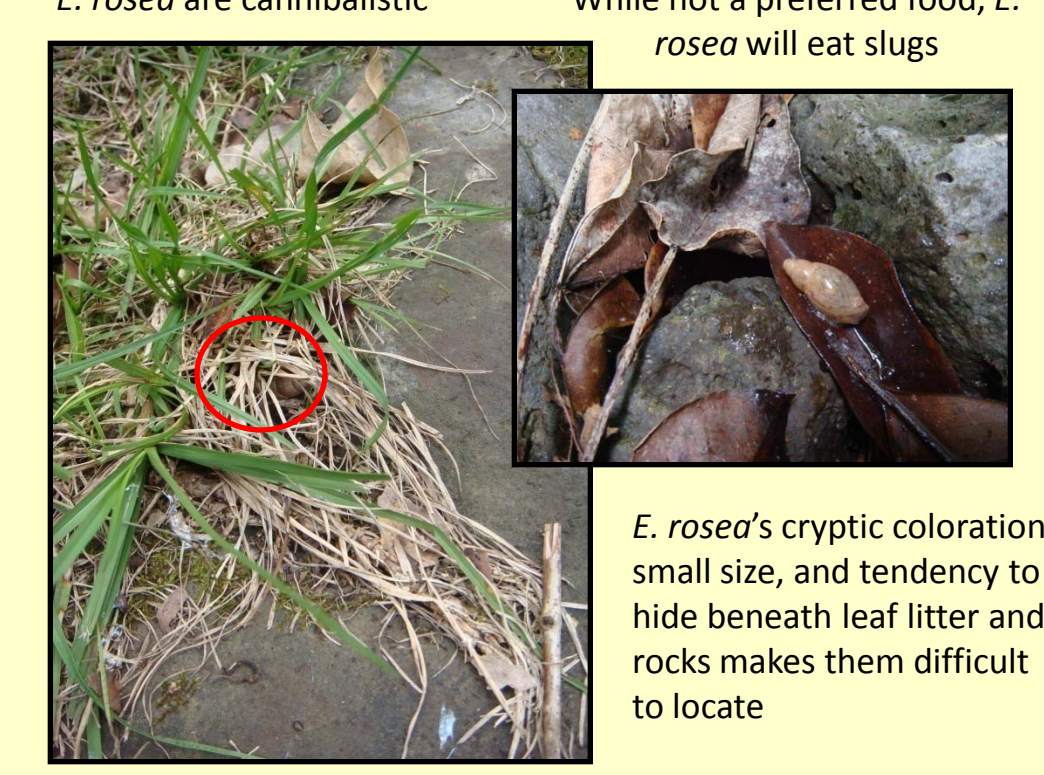 E. rosea are cannibalistic
While not a preferred food, E.
rosea will eat slugs
E. rosea's cryptic coloration
small size, and tendency to
hide beneath leaf litter and
rocks makes them difficult
to locate